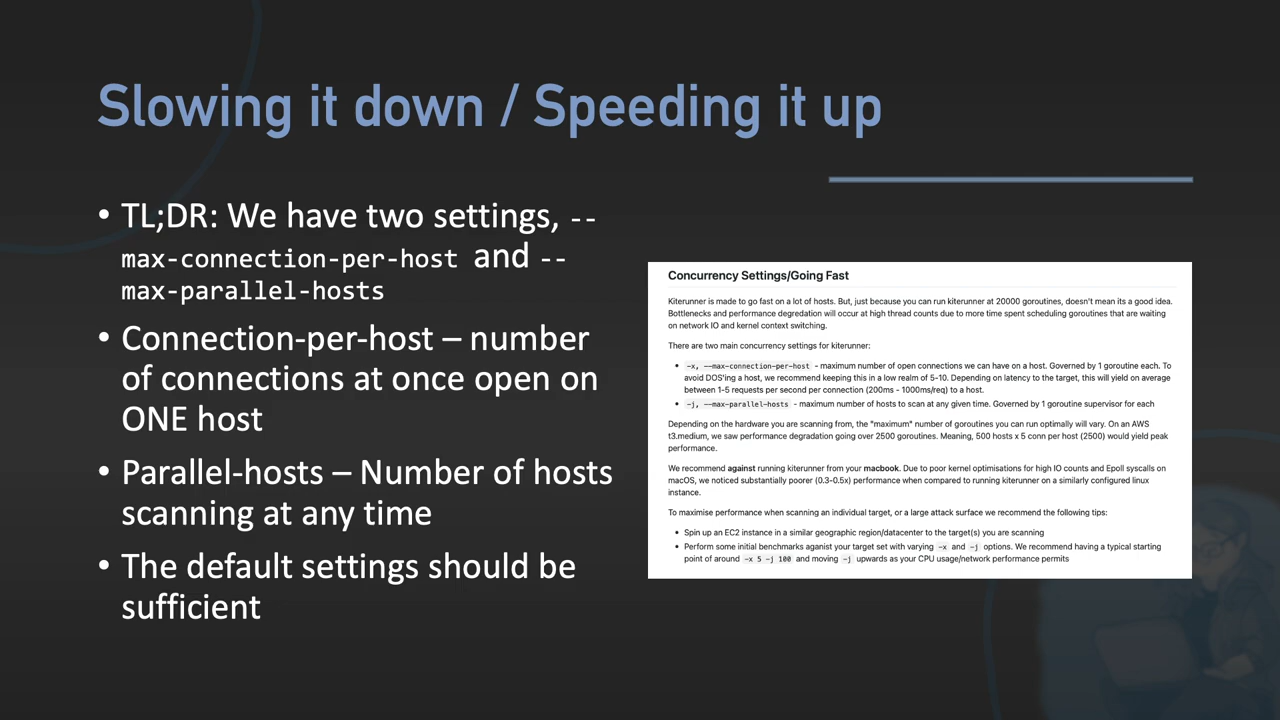 Slowing it down / Speeding it up
• TL;DR: We have two settings, --
max-connection-per-host and --
max-parallel-hosts
• Connection-per-host – number
of connections at once open on
ONE host
• Parallel-hosts – Number of hosts
scanning at any time
• The default settings should be
sufficient
Concurrency Settings/Going Fast
Kiterunner is made to go fast on a lot of hosts. But, just because you can run kiterunner at 20000 goroutines, doesn't mean its a good idea.
Bottlenecks and performance degredation will occur at high thread counts due to more time spent scheduling goroutines that are waiting
on network IO and kernel context switching.
There are two main concurrency settings for kiterunner:
• -x, --max-connection-per-host - maximum number of open connections we can have on a host. Governed by 1 goroutine each. To
avoid DOS'ing a host, we recommend keeping this in a low realm of 5-10. Depending on latency to the target, this will yield on average
between 1-5 requests per second per connection (200ms - 1000ms/req) to a host.
• -j, --max-parallel-hosts - maximum number of hosts to scan at any given time. Governed by 1 goroutine supervisor for each
Depending on the hardware you are scanning from, the "maximum" number of goroutines you can run optimally will vary. On an AWS
t3.medium, we saw performance degradation going over 2500 goroutines. Meaning, 500 hosts x 5 conn per host (2500) would yield peak
performance.
We recommend against running kiterunner from your macbook. Due to poor kernel optimisations for high IO counts and Epoll syscalls on
macOS, we noticed substantially poorer (0.3-0.5x) performance when compared to running kiterunner on a similarly configured linux
instance.
To maximise performance when scanning an individual target, or a large attack surface we recommend the following tips:
• Spin up an EC2 instance in a similar geographic region/datacenter to the target(s) you are scanning
• Perform some initial benchmarks aganist your target set with varying -x and -j options. We recommend having a typical starting
point of around -x 5 -j 100 and moving -j upwards as your CPU usage/network performance permits